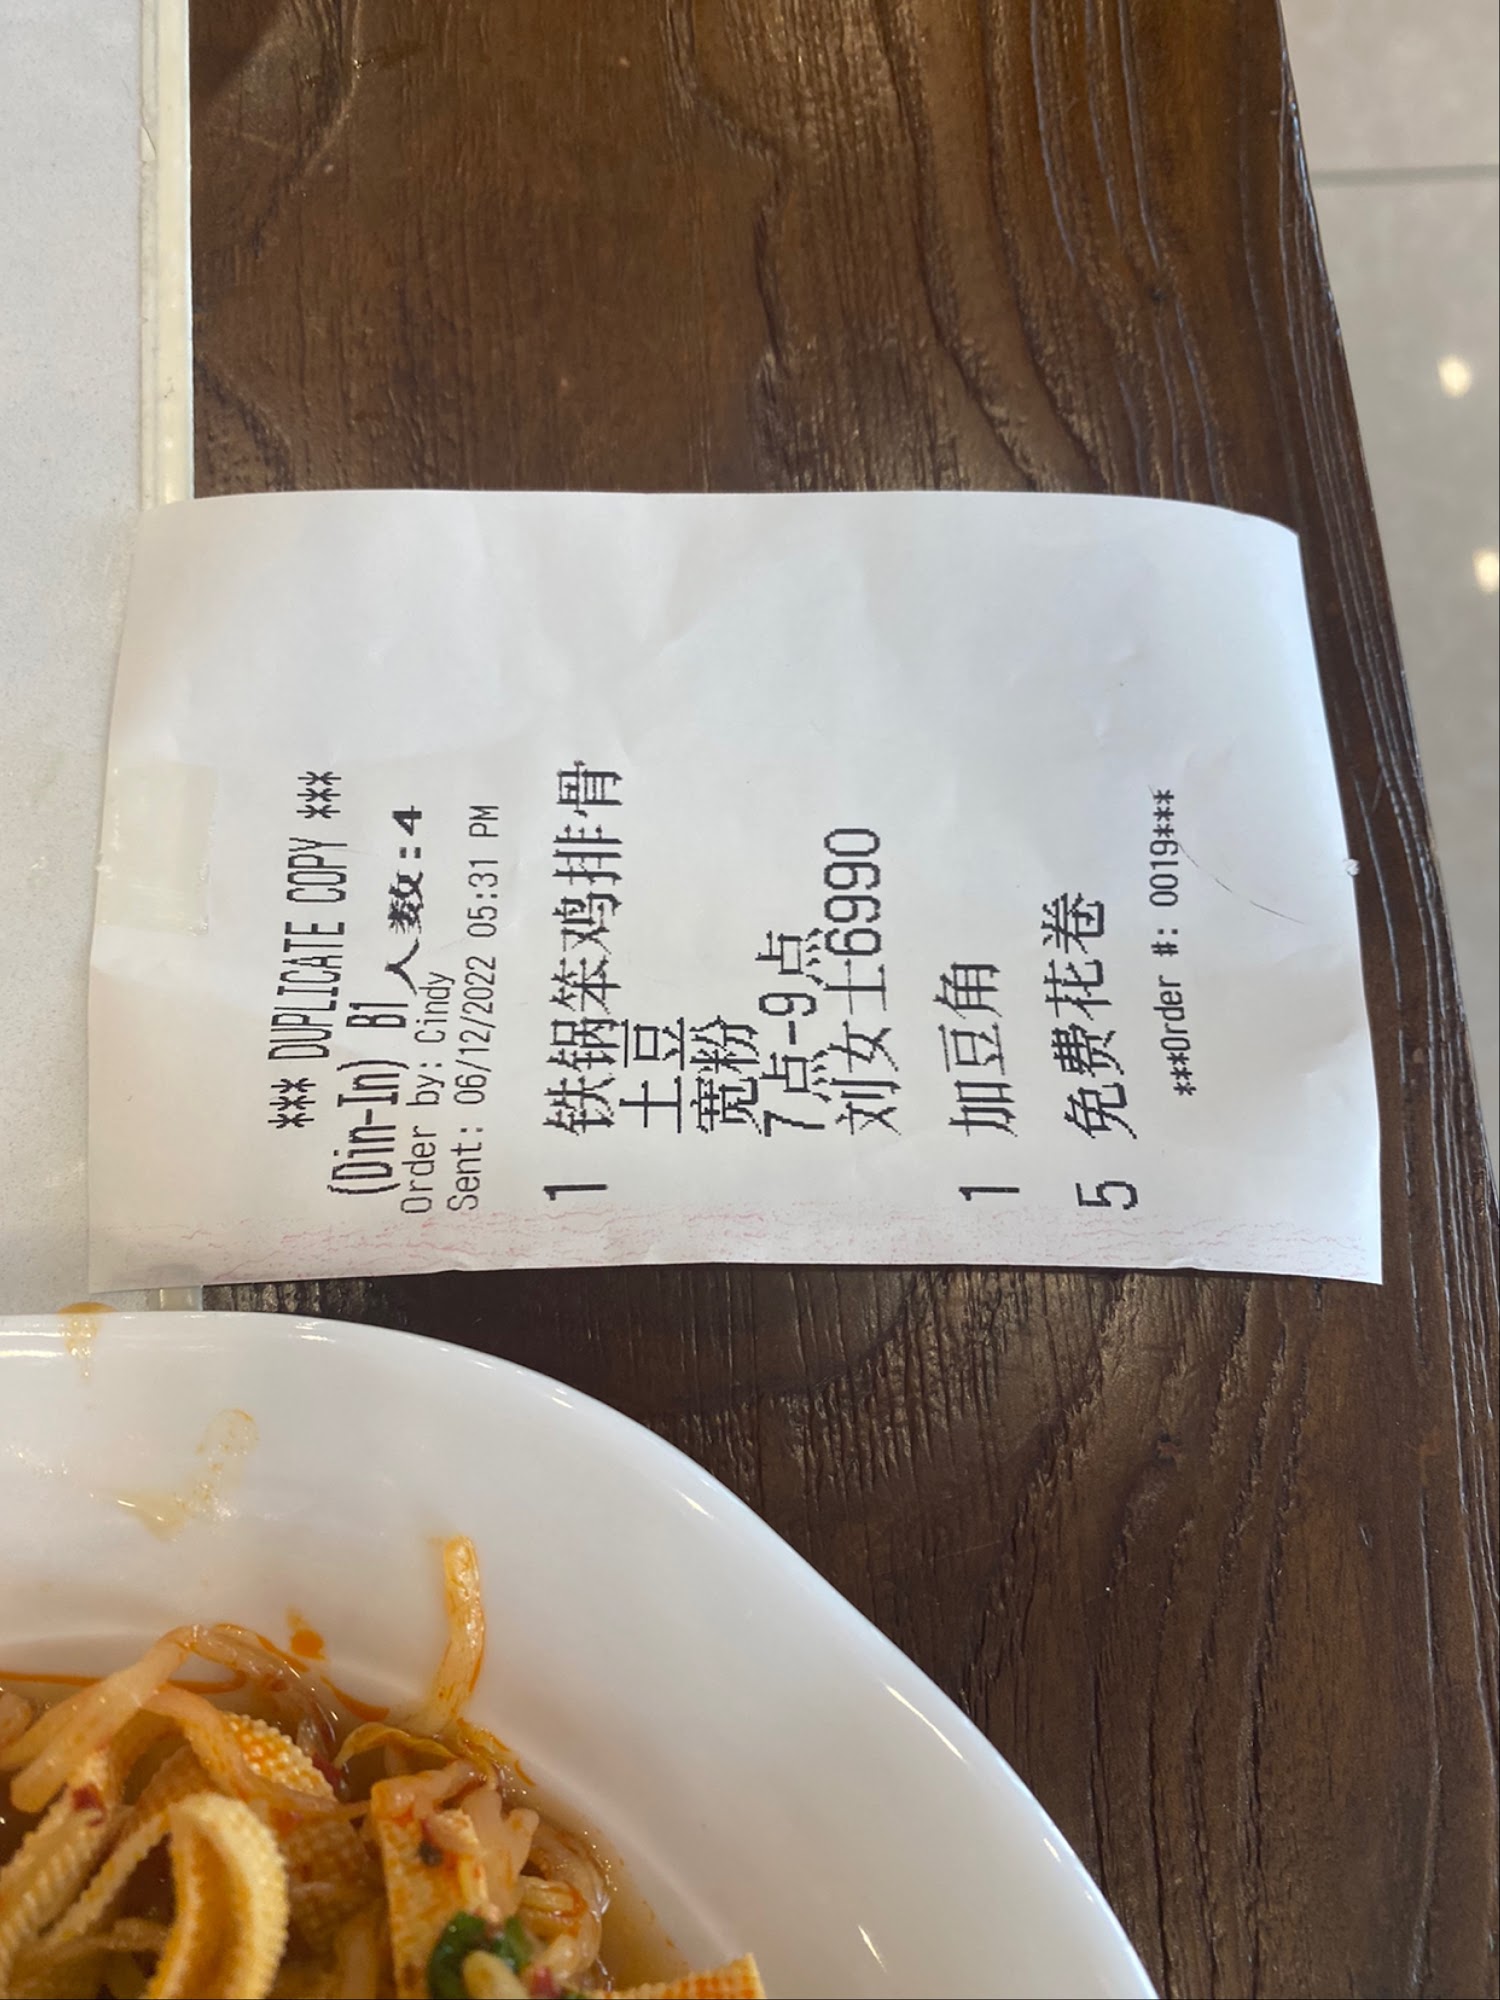 *** DUPLICATE COPY ***
(Din-In) B1 人数:4
Order by: Cindy
Sent: 06/12/2022 05:31 PM
1 铁锅笨鸡排骨
土豆
宽粉
7点-9点
刘女士69990
1 加豆角
5 免费花卷
***Order #: 0019***